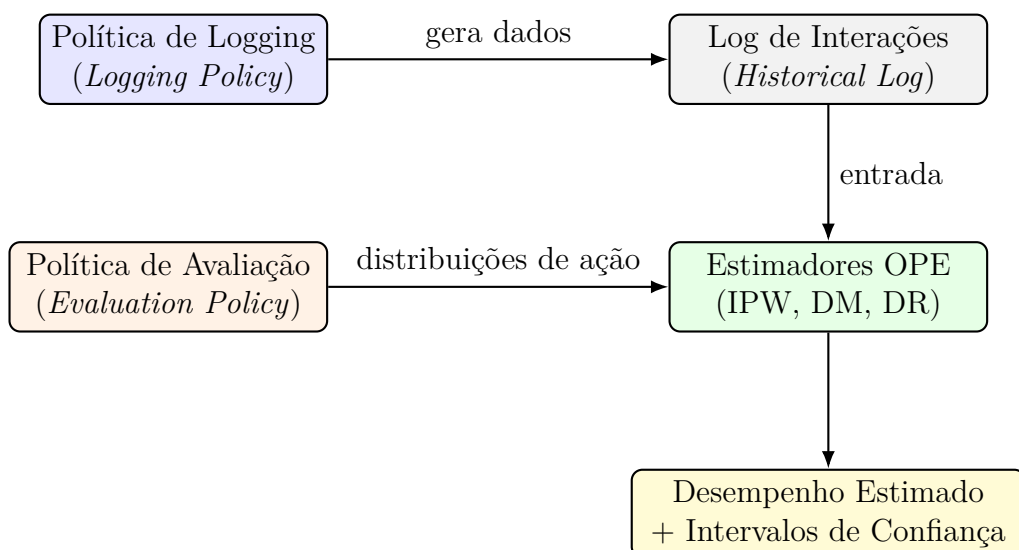 Política de Logging
(Logging Policy)
gera dados
Log de Interações
(Historical Log)
entrada
Política de Avaliação
(Evaluation Policy)
distribuições de ação
Estimadores OPE
(IPW, DM, DR)
Desempenho Estimado
+ Intervalos de Confiança